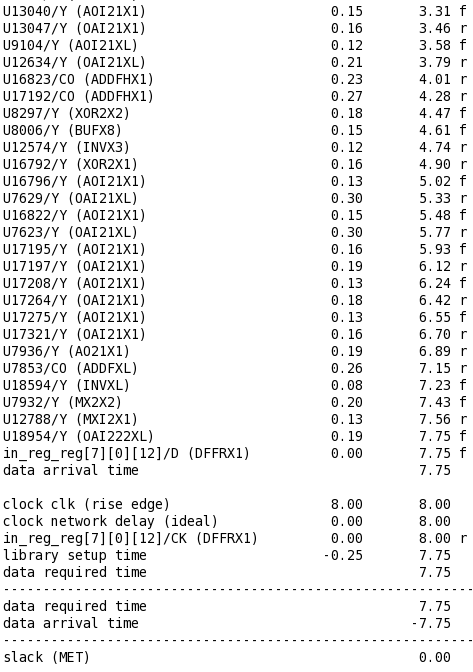 U13040/Y (AOI21X1) 0.15 3.31 f
U13047/Y (OAI21X1) 0.16 3.46 r
U9104/Y (AOI21XL) 0.12 3.58 f
U12634/Y (OAI21XL) 0.21 3.79 r
U16823/CO (ADDFHX1) 0.23 4.01 r
U17192/CO (ADDFHX1) 0.27 4.28 r
U8297/Y (XOR2X2) 0.18 4.47 f
U8006/Y (BUFX8) 0.15 4.61 f
U12574/Y (INVX3) 0.12 4.74 r
U16792/Y (XOR2X1) 0.16 4.90 r
U16796/Y (AOI21X1) 0.13 5.02 f
U7629/Y (OAI21XL) 0.30 5.33 r
U16822/Y (AOI21X1) 0.15 5.48 f
U7623/Y (OAI21XL) 0.30 5.77 r
U17195/Y (AOI21X1) 0.16 5.93 f
U17197/Y (OAI21X1) 0.19 6.12 r
U17208/Y (AOI21X1) 0.13 6.24 f
U17264/Y (OAI21X1) 0.18 6.42 r
U17275/Y (AOI21X1) 0.13 6.55 f
U17321/Y (OAI21X1) 0.16 6.70 r
U7936/Y (AO21X1) 0.19 6.89 r
U7853/CO (ADDFXL) 0.26 7.15 r
U18594/Y (INVXL) 0.08 7.23 f
U7932/Y (MX2X2) 0.20 7.43 f
U12788/Y (MXI2X1) 0.13 7.56 r
U18954/Y (OAI222XL) 0.19 7.75 f
in_reg_reg[7][0][12]/D (DFFRX1) 0.00 7.75 f
data arrival time 7.75
clock clk (rise edge) 8.00 8.00
clock network delay (ideal) 0.00 8.00
in_reg_reg[7][0][12]/CK (DFFRX1) 0.00 8.00 r
library setup time -0.25 7.75
data required time 7.75
--------------------------------------------------------------
data required time 7.75
data arrival time -7.75
--------------------------------------------------------------
slack (MET) 0.00